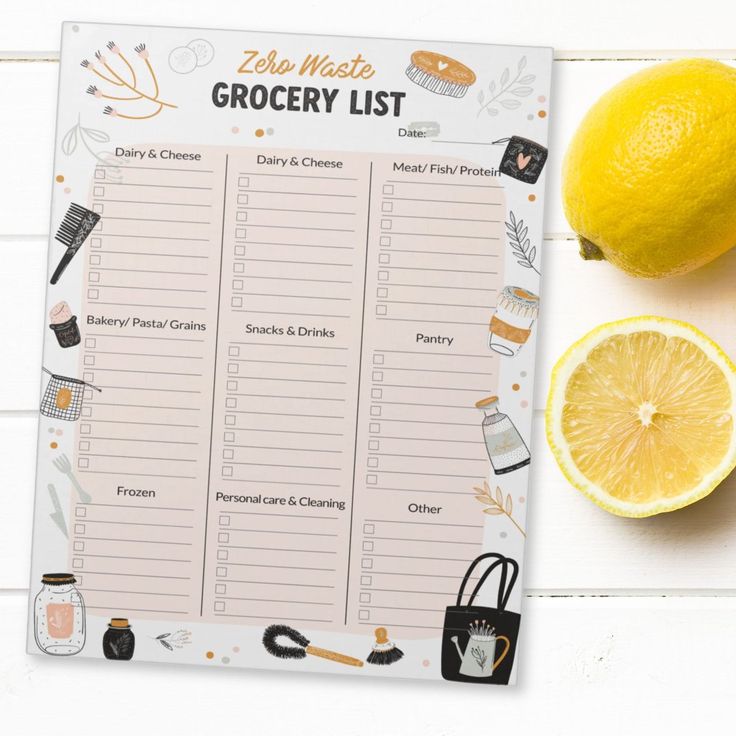 Zero Waste
GROCERY LIST
Date:
Dairy & Cheese
Dairy & Cheese
Meat/ Fish/ Protein
Bakery/ Pasta/ Grains
Snacks & Drinks
Pantry
Frozen
Personal care & Cleaning
Other